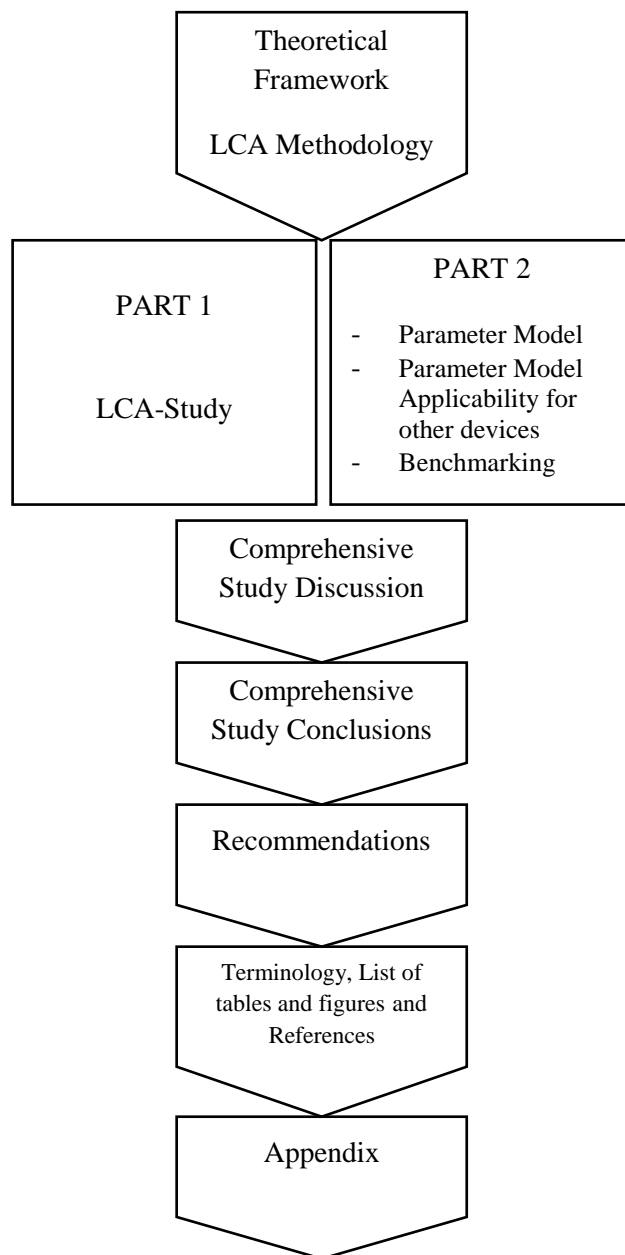 Theoretical
Framework
LCA Methodology
PART 1
LCA-Study
PART 2
- Parameter Model
- Parameter Model
Applicability for
other devices
- Benchmarking
Comprehensive
Study Discussion
Comprehensive
Study Conclusions
Recommendations
Terminology, List of
tables and figures and
References
Appendix